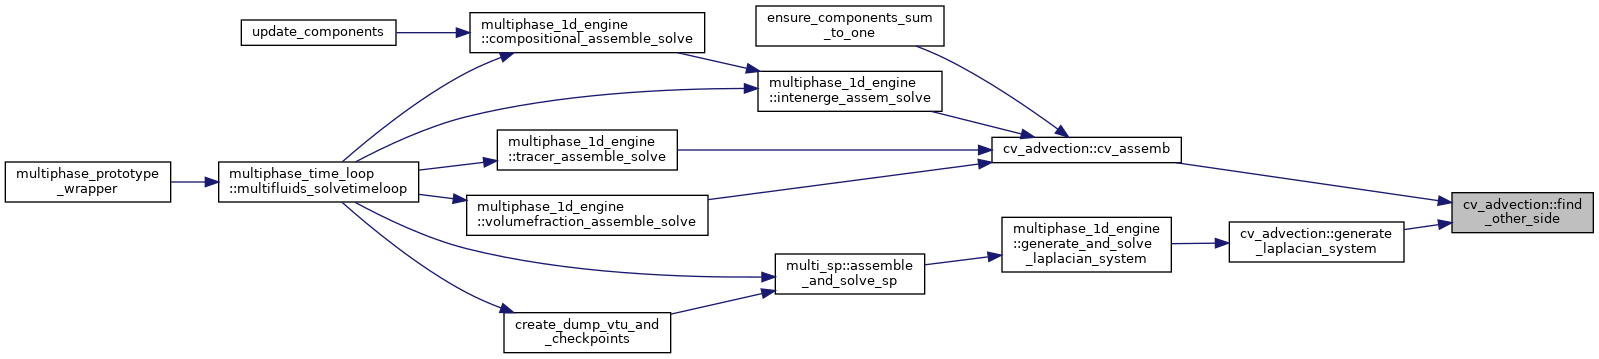 update_components
multiphase_1d_engine
::compositional_assemble_solve
ensure_components_sum
_to_one
multiphase_1d_engine
::intenerge_assem_solve
multiphase_1d_engine
::tracer_assemble_solve
cv_advection::cv_assemb
multiphase_prototype
_wrapper
multiphase_time_loop
::multifluids_solvetimeloop
multiphase_1d_engine
::volumefraction_assemble_solve
cv_advection::find
_other_side
multiphase_1d_engine
::generate_and_solve
_laplacian_system
cv_advection::generate
_laplacian_system
multi_sp::assemble
_and_solve_sp
create_dump_vtu_and
_checkpoints